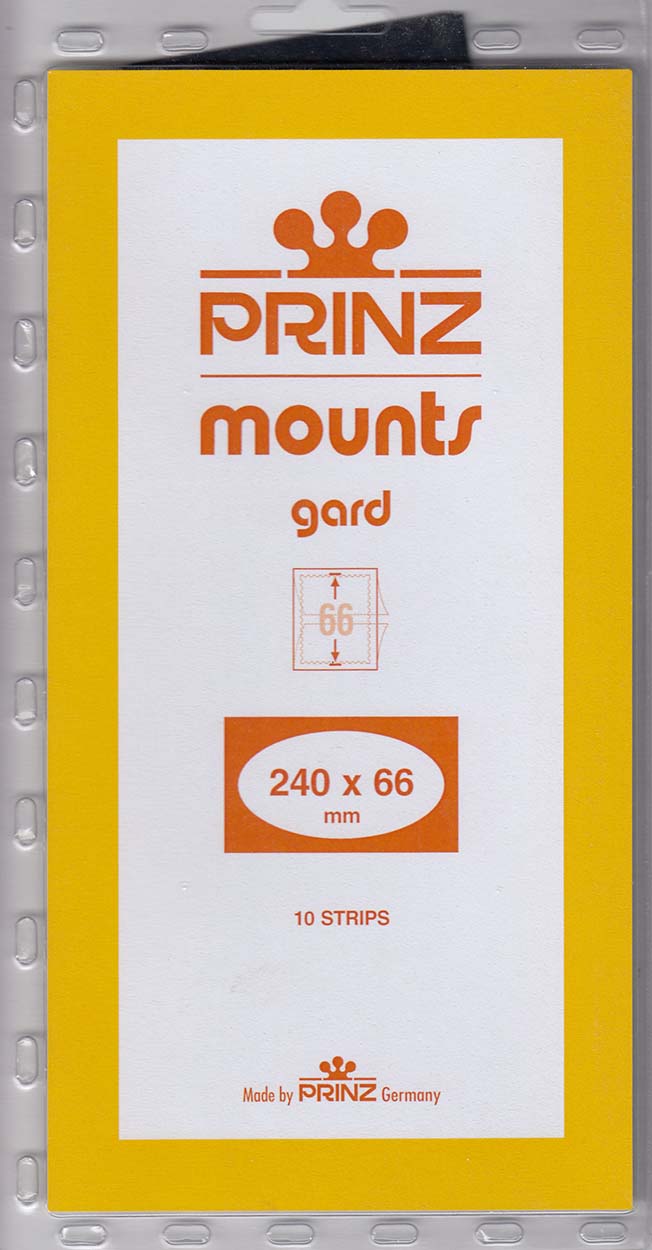 PRINZ
mounts
gard
66
240 x 66
mm
10 STRIPS
Made by PRINZ Germany